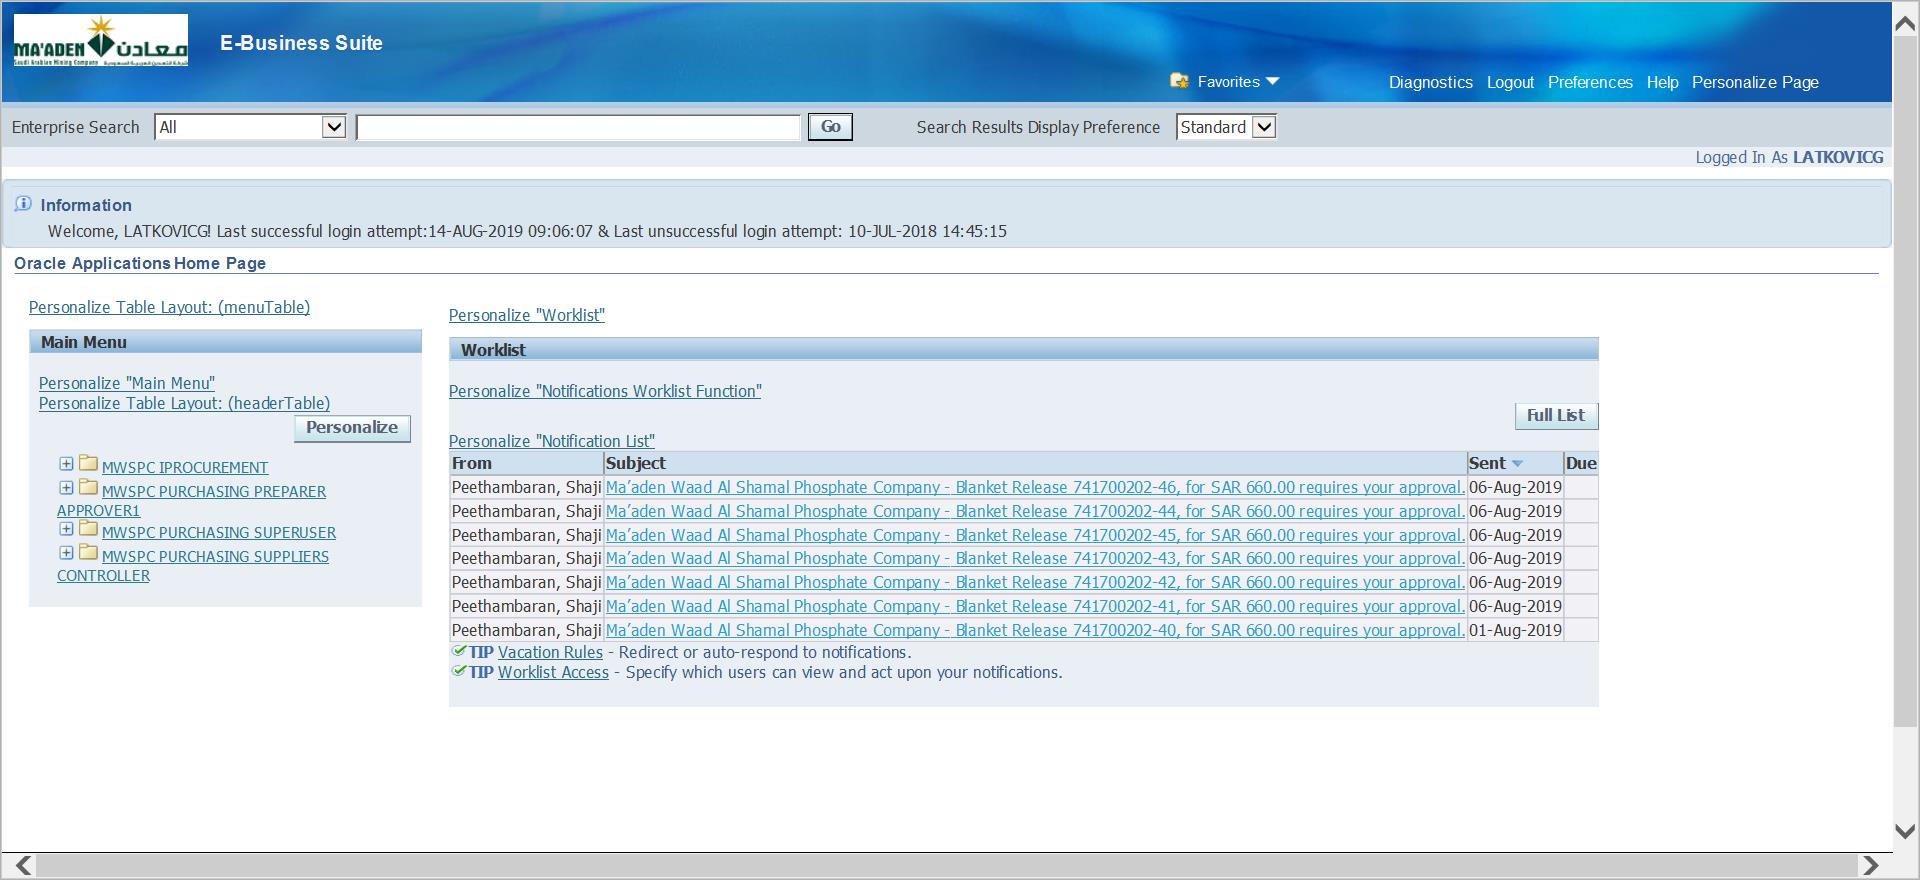 MA'ADEN معادن
Saudi Arabian Mining Company شركة التعدين العربية السعودية
E-Business Suite
Favorites Diagnostics Logout Preferences Help Personalize Page
Enterprise Search All Go Search Results Display Preference Standard
Logged In As LATKOVICG
Information
Welcome, LATKOVICG! Last successful login attempt:14-AUG-2019 09:06:07 & Last unsuccessful login attempt: 10-JUL-2018 14:45:15
Oracle Applications Home Page
Personalize Table Layout: (menuTable)
Main Menu
Personalize "Main Menu"
Personalize Table Layout: (headerTable)
Personalize
MWSPC IPROCUREMENT
MWSPC PURCHASING PREPARER
APPROVER1
MWSPC PURCHASING SUPERUSER
MWSPC PURCHASING SUPPLIERS
CONTROLLER
Personalize "Worklist"
Worklist
Personalize "Notifications Worklist Function"
Full List
Personalize "Notification List"
From Subject Sent Due
Peethambaran, Shaji Ma’aden Waad Al Shamal Phosphate Company - Blanket Release 741700202-46, for SAR 660.00 requires your approval. 06-Aug-2019
Peethambaran, Shaji Ma’aden Waad Al Shamal Phosphate Company - Blanket Release 741700202-44, for SAR 660.00 requires your approval. 06-Aug-2019
Peethambaran, Shaji Ma’aden Waad Al Shamal Phosphate Company - Blanket Release 741700202-45, for SAR 660.00 requires your approval. 06-Aug-2019
Peethambaran, Shaji Ma’aden Waad Al Shamal Phosphate Company - Blanket Release 741700202-43, for SAR 660.00 requires your approval. 06-Aug-2019
Peethambaran, Shaji Ma’aden Waad Al Shamal Phosphate Company - Blanket Release 741700202-42, for SAR 660.00 requires your approval. 06-Aug-2019
Peethambaran, Shaji Ma’aden Waad Al Shamal Phosphate Company - Blanket Release 741700202-41, for SAR 660.00 requires your approval. 06-Aug-2019
Peethambaran, Shaji Ma’aden Waad Al Shamal Phosphate Company - Blanket Release 741700202-40, for SAR 660.00 requires your approval. 01-Aug-2019
TIP Vacation Rules - Redirect or auto-respond to notifications.
TIP Worklist Access - Specify which users can view and act upon your notifications.